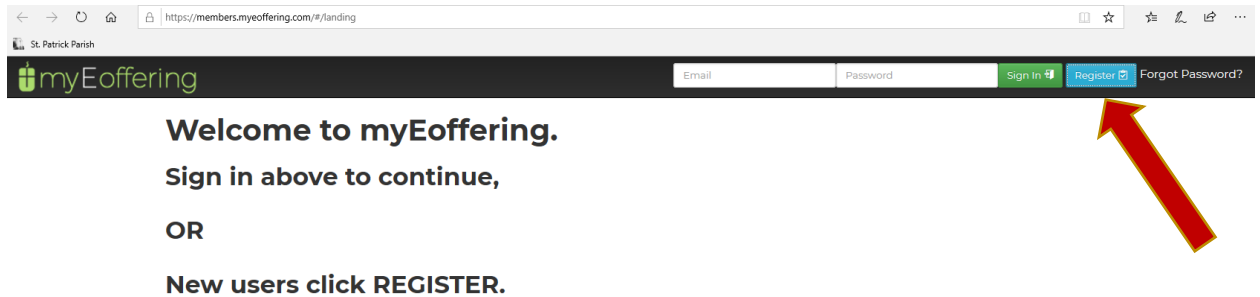 https://members.myeoffering.com/#/landing
St. Patrick Parish
myEoffering
Email
Password
Sign In
Register
Forgot Password?
Welcome to myEoffering.
Sign in above to continue,
OR
New users click REGISTER.